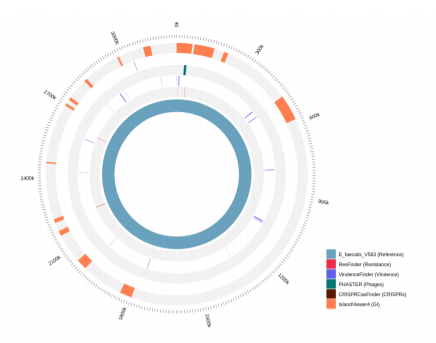 0k
300k
600k
900k
1200k
1500k
1800k
2100k
2400k
2700k
3000k
E_faecalis_V583 (Reference)
ResFinder (Resistance)
VirulenceFinder (Virulence)
PHASTER (Phages)
CRISPRCasFinder (CRISPRs)
IslandViewer4 (GI)